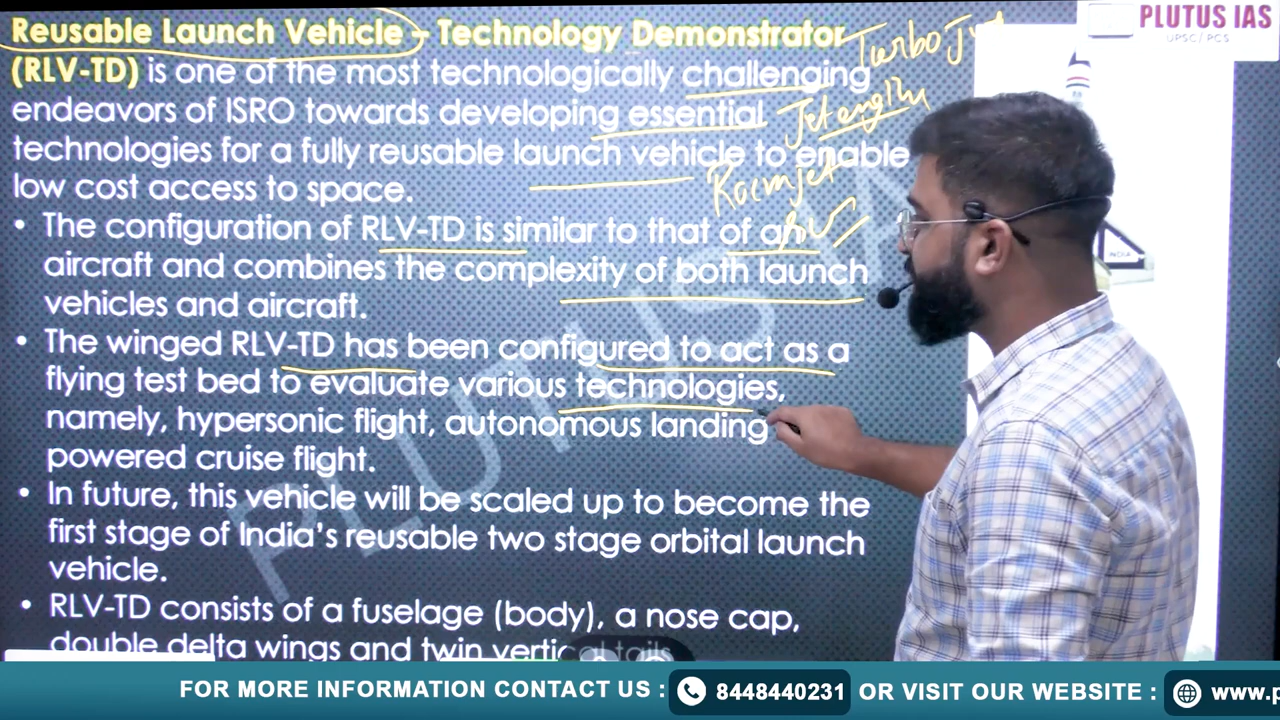 PLUTUS IAS
UPSC/ PCS
Reusable Launch Vehicle – Technology Demonstrator
(RLV-TD) is one of the most technologically challenging
endeavors of ISRO towards developing essential
technologies for a fully reusable launch vehicle to enable
low cost access to space.
• The configuration of RLV-TD is similar to that of an
aircraft and combines the complexity of both launch
vehicles and aircraft.
• The winged RLV-TD has been configured to act as a
flying test bed to evaluate various technologies,
namely, hypersonic flight, autonomous landing
powered cruise flight.
• In future, this vehicle will be scaled up to become the
first stage of India's reusable two stage orbital launch
vehicle.
• RLV-TD consists of a fuselage (body), a nose cap,
double delta wings and twin vertical tails
Turbo Jet
INDIA
FOR MORE INFORMATION CONTACT US : 8448440231 OR VISIT OUR WEBSITE : www.p